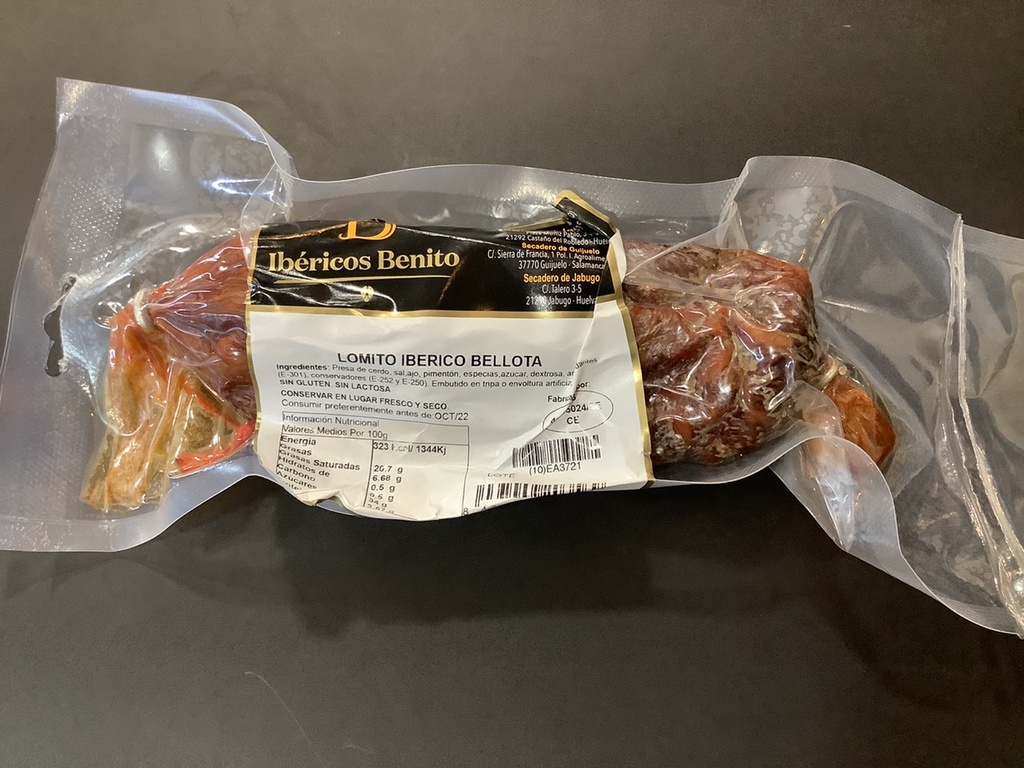 Ibéricos Benito
21292 Castaño del Robledo
Secadero de Guijuelo
C/. Sierra de Francia, 1 Pol. I. Agroalime
37770 Guijuelo - Salamanca
Secadero de Jabugo
C/. Talero 3-5
Jabugo - Huelva
LOMITO IBERICO BELLOTA
Ingredientes: Presa de cerdo, sal, ajo, pimentón, especias, azucar, dextrosa,
(E-301), conservadores (E-252 y E-250). Embutido en tripa o envoltura artificial
SIN GLUTEN. SIN LACTOSA
CONSERVAR EN LUGAR FRESCO Y SECO
Consumir preferentemente antes de OCT/22
Información Nutricional
Valores Medios Por 100g
Energia 323 Kcal/ 1344Kj
Grasas 20.7 g
Grasas Saturadas 6.68 g
Hidratos de
Carbono 0.5 g
Azúcares
CE
LOTE
(10)EA3721